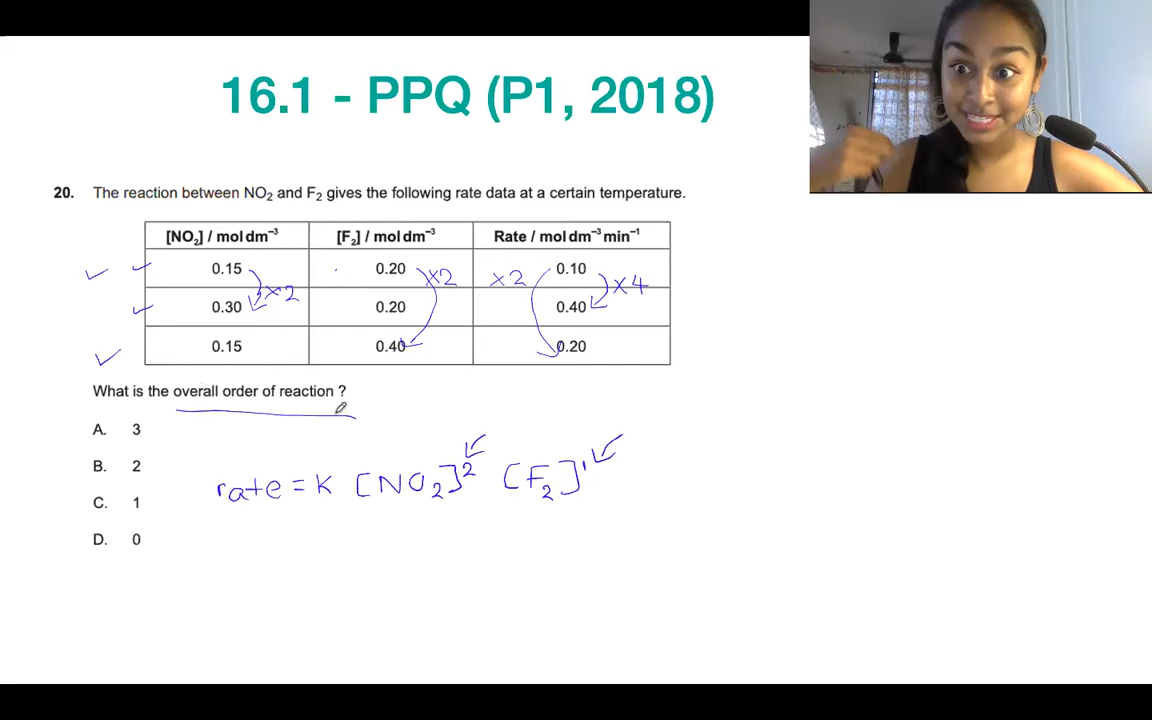 16.1 - PPQ (P1, 2018)
20. The reaction between NO₂ and F₂ gives the following rate data at a certain temperature.
[NO₂] / mol dm⁻³ [F₂] / mol dm⁻³ Rate / mol dm⁻³ min⁻¹
0.15 0.20 ×2 ×2 0.10 ×4
0.30 ×2 0.20 0.40
0.15 0.40 0.20
What is the overall order of reaction ?
A. 3
B. 2
C. 1
D. 0
rate = K [NO₂]² [F₂]¹